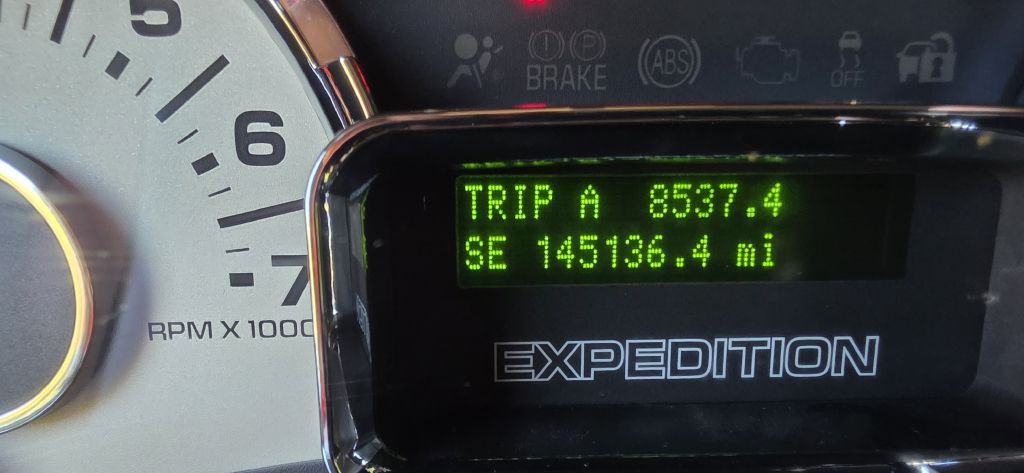 5
6
7
RPM X 1000
BRAKE
ABS
OFF
TRIP A 8537.4
SE 145136.4 mi
EXPEDITION